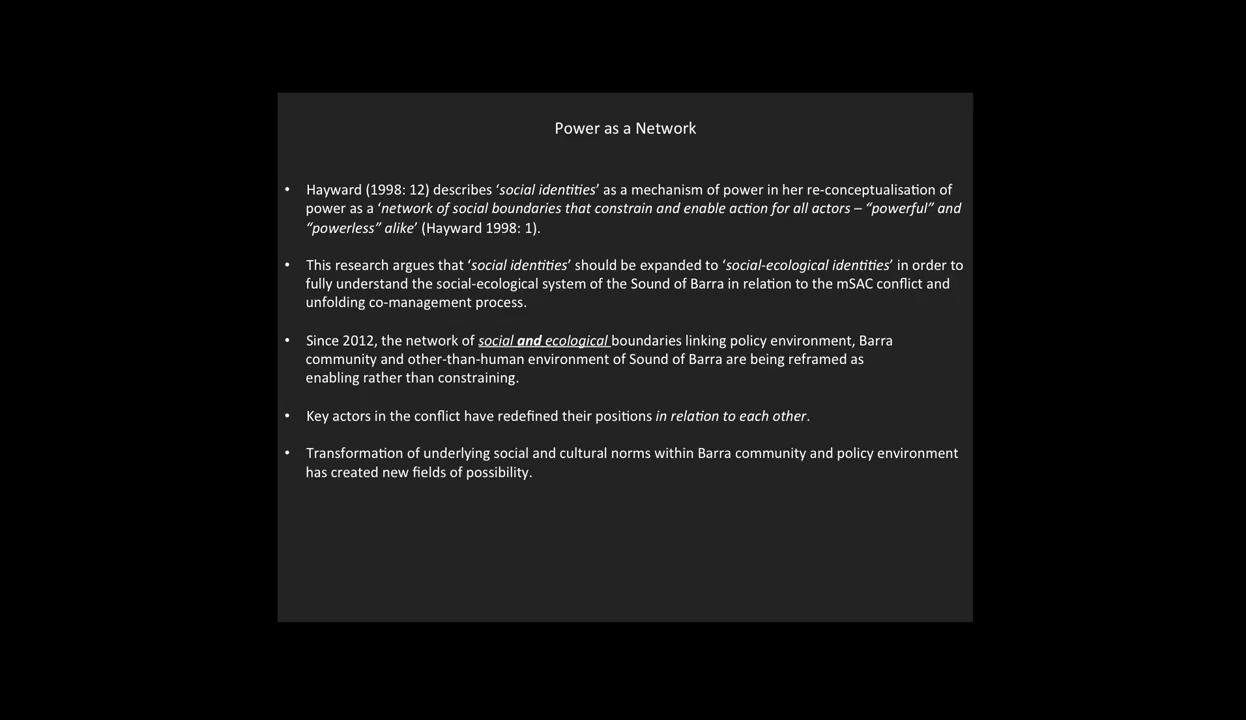 Power as a Network
• Hayward (1998: 12) describes ‘social identities’ as a mechanism of power in her re-conceptualisation of
power as a ‘network of social boundaries that constrain and enable action for all actors – “powerful” and
“powerless” alike’ (Hayward 1998: 1).
• This research argues that ‘social identities’ should be expanded to ‘social-ecological identities’ in order to
fully understand the social-ecological system of the Sound of Barra in relation to the mSAC conflict and
unfolding co-management process.
• Since 2012, the network of social and ecological boundaries linking policy environment, Barra
community and other-than-human environment of Sound of Barra are being reframed as
enabling rather than constraining.
• Key actors in the conflict have redefined their positions in relation to each other.
• Transformation of underlying social and cultural norms within Barra community and policy environment
has created new fields of possibility.